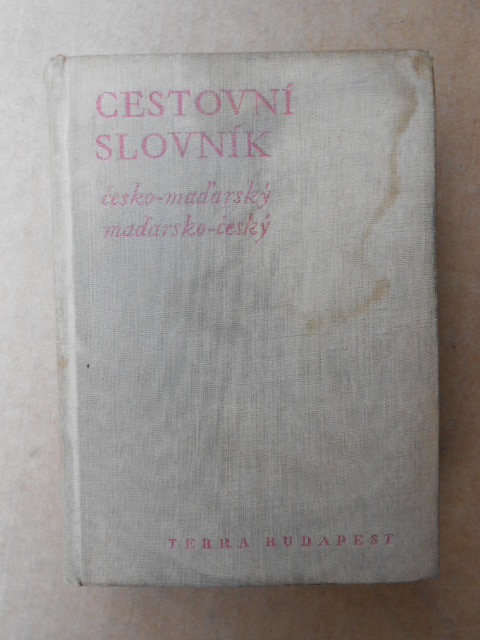 CESTOVNÍ
SLOVNÍK
česko-maďarský
maďarsko-český
TERRA BUDAPEST